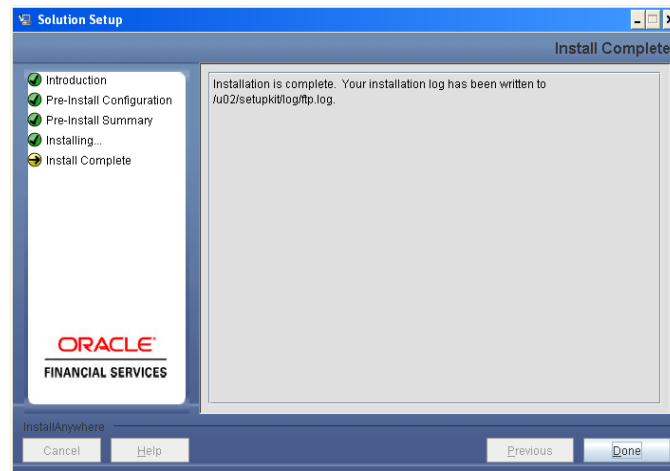 Solution Setup
Install Complete
Introduction
Pre-Install Configuration
Pre-Install Summary
Installing...
Install Complete
Installation is complete. Your installation log has been written to
/u02/setupkit/log/ftp.log.
ORACLE
FINANCIAL SERVICES
InstallAnywhere
Cancel
Help
Previous
Done